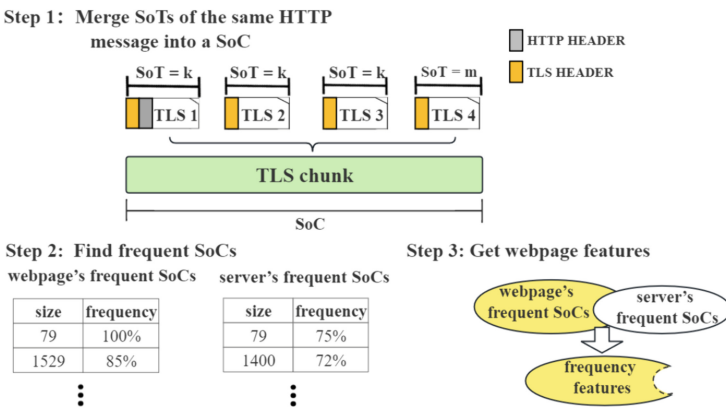 Step 1: Merge SoTs of the same HTTP
message into a SoC
HTTP HEADER
TLS HEADER
SoT = k SoT = k SoT = k SoT = m
TLS 1 TLS 2 TLS 3 TLS 4
TLS chunk
SoC
Step 2: Find frequent SoCs
webpage's frequent SoCs
size frequency
79 100%
1529 85%
server's frequent SoCs
size frequency
79 75%
1400 72%
Step 3: Get webpage features
webpage's
frequent SoCs
server's
frequent SoCs
frequency
features